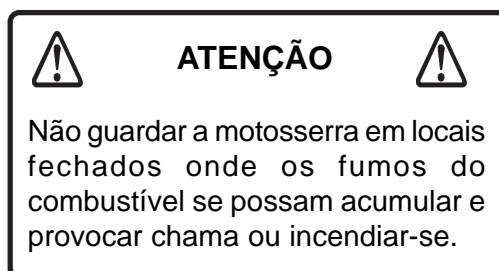 ATENÇÃO
Não guardar a motosserra em locais
fechados onde os fumos do
combustível se possam acumular e
provocar chama ou incendiar-se.